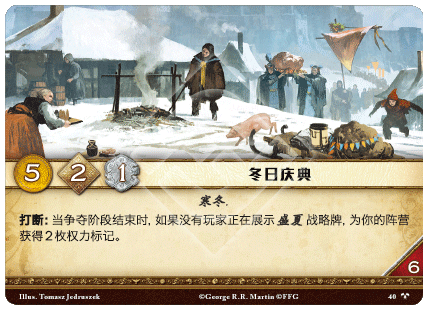 5 2 1 冬日庆典
寒冬.
打断: 当争夺阶段结束时, 如果没有玩家正在展示 盛夏 战略牌, 为你的阵营
获得2枚权力标记。
6
Illus. Tomasz Jedruszek ©George R.R. Martin ©FFG 40